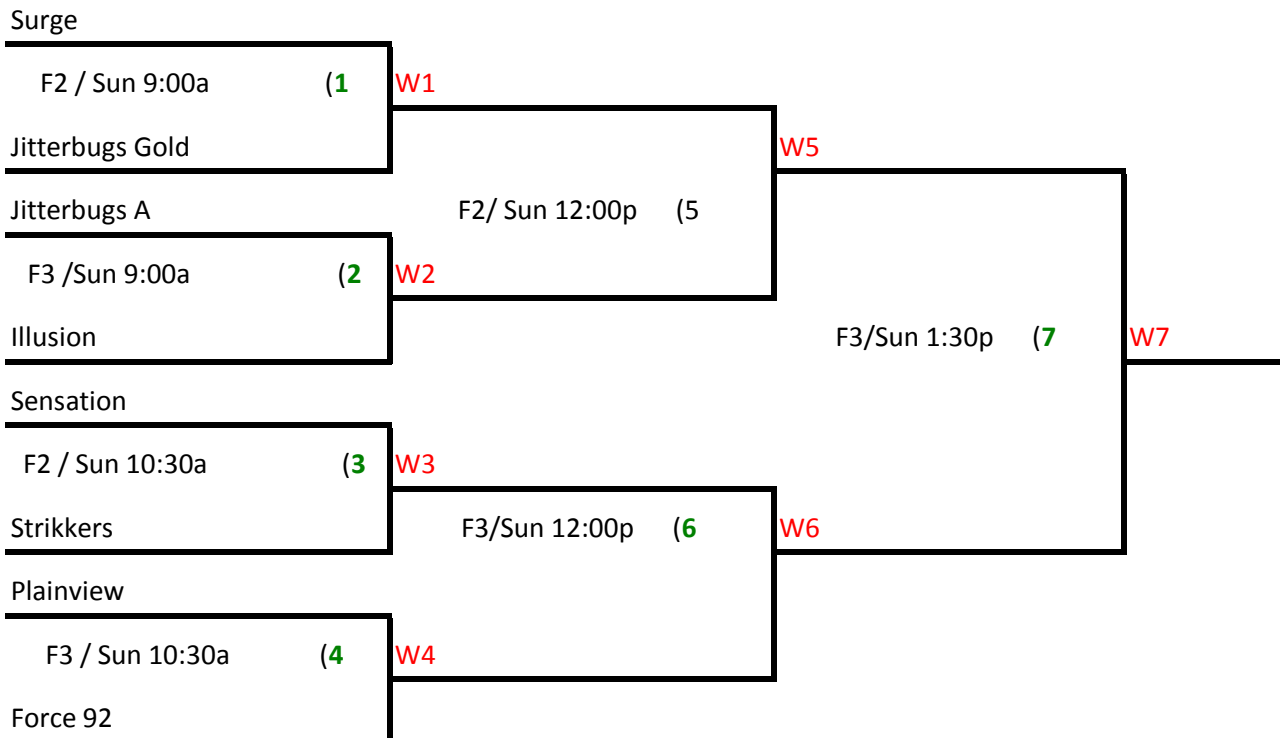 Surge
F2 / Sun 9:00a (1 W1
Jitterbugs Gold W5
Jitterbugs A F2/ Sun 12:00p (5
F3 /Sun 9:00a (2 W2
Illusion F3/Sun 1:30p (7 W7
Sensation
F2 / Sun 10:30a (3 W3
Strikkers F3/Sun 12:00p (6 W6
Plainview
F3 / Sun 10:30a (4 W4
Force 92